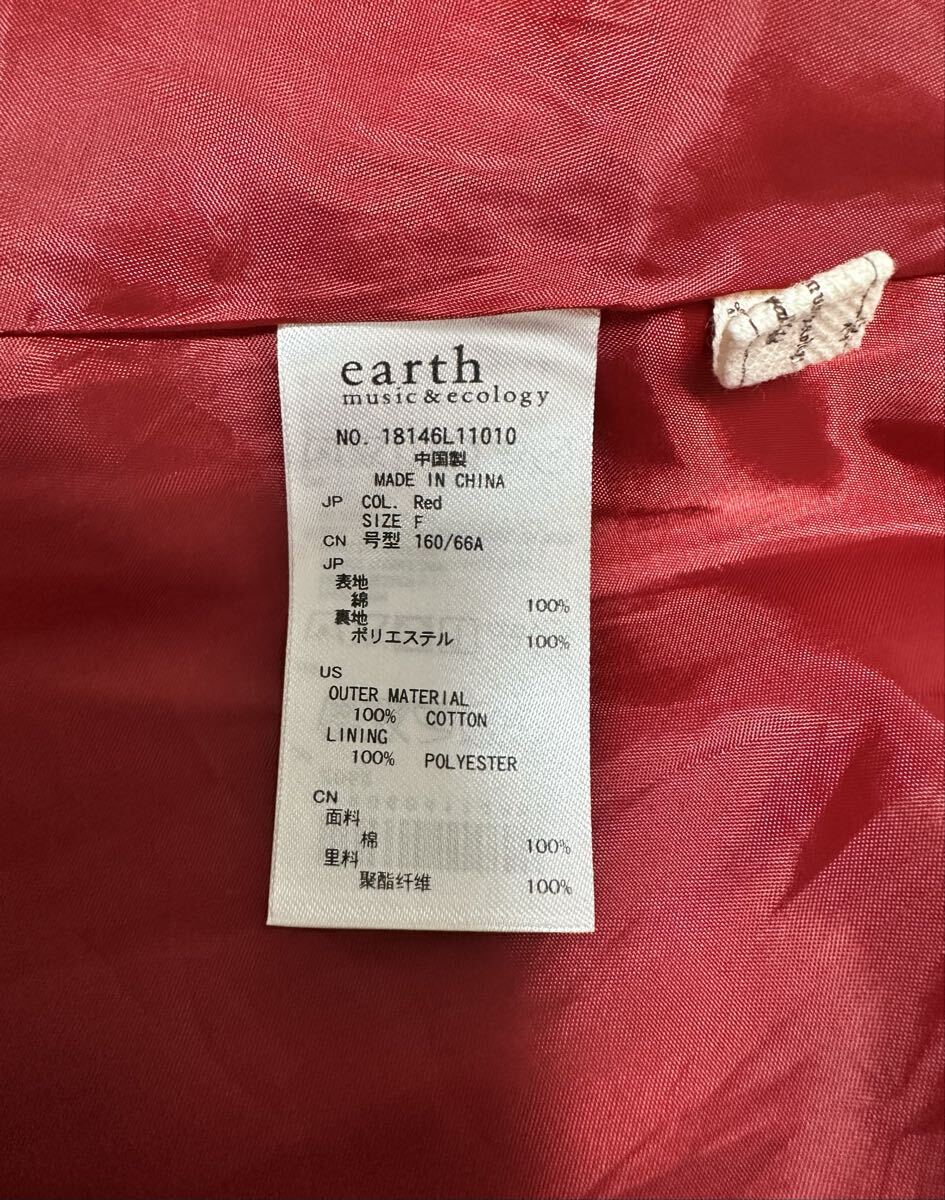 earth
music & ecology
NO. 18146L11010
中国製
MADE IN CHINA
JP COL. Red
SIZE F
CN 号型 160/66A
JP
表地
綿 100%
裏地
ポリエステル 100%
US
OUTER MATERIAL
100% COTTON
LINING
100% POLYESTER
CN
面料
棉 100%
里料
聚酯纤维 100%